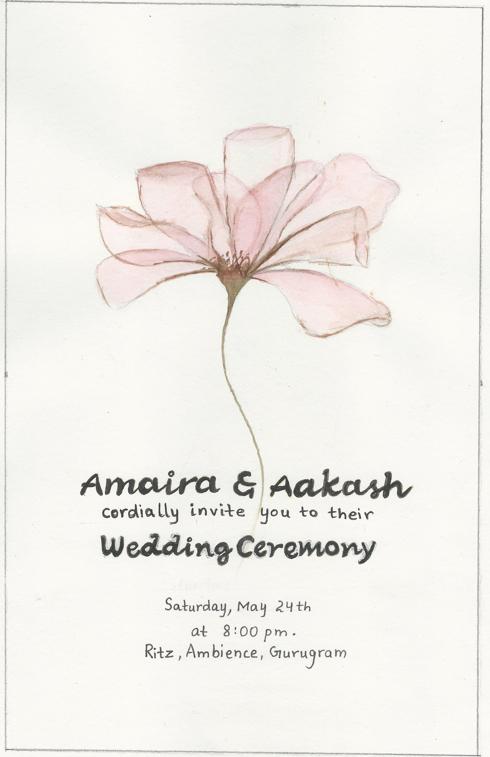 Amaira & Aakash
cordially invite you to their
Wedding Ceremony
Saturday, May 24th
at 8:00 pm.
Ritz, Ambience, Gurugram